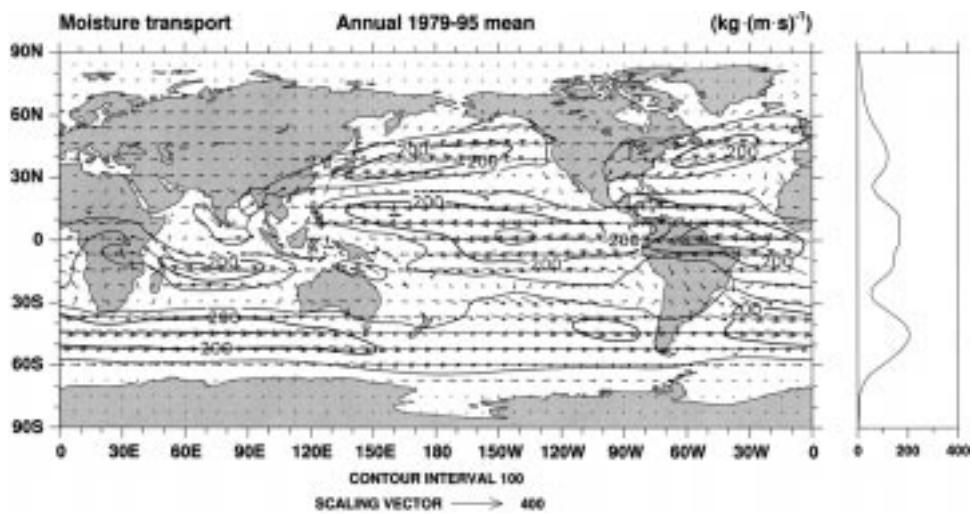 Moisture transport Annual 1979-95 mean (kg·(m·s)⁻¹)
90N
60N
30N
0
30S
60S
90S
200 200 200
200
200 200
200 200
200 200
200
0 30E 60E 90E 120E 150E 180 150W 120W 90W 60W 30W 0 0 200 400
CONTOUR INTERVAL 100
SCALING VECTOR 400